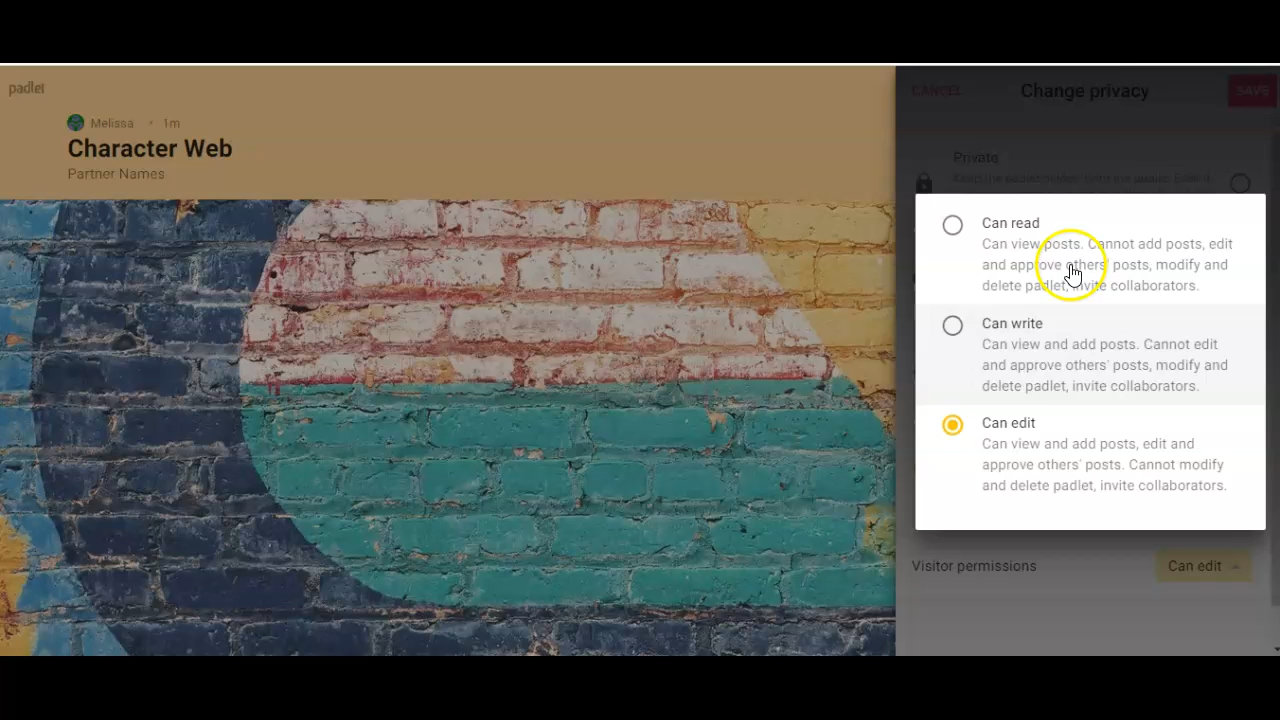 padlet
Melissa • 1m
Character Web
Partner Names
CANCEL
Change privacy
SAVE
Private
Can read
Can view posts. Cannot add posts, edit
and approve others' posts, modify and
delete padlet, invite collaborators.
Can write
Can view and add posts. Cannot edit
and approve others' posts, modify and
delete padlet, invite collaborators.
Can edit
Can view and add posts, edit and
approve others' posts. Cannot modify
and delete padlet, invite collaborators.
Visitor permissions
Can edit